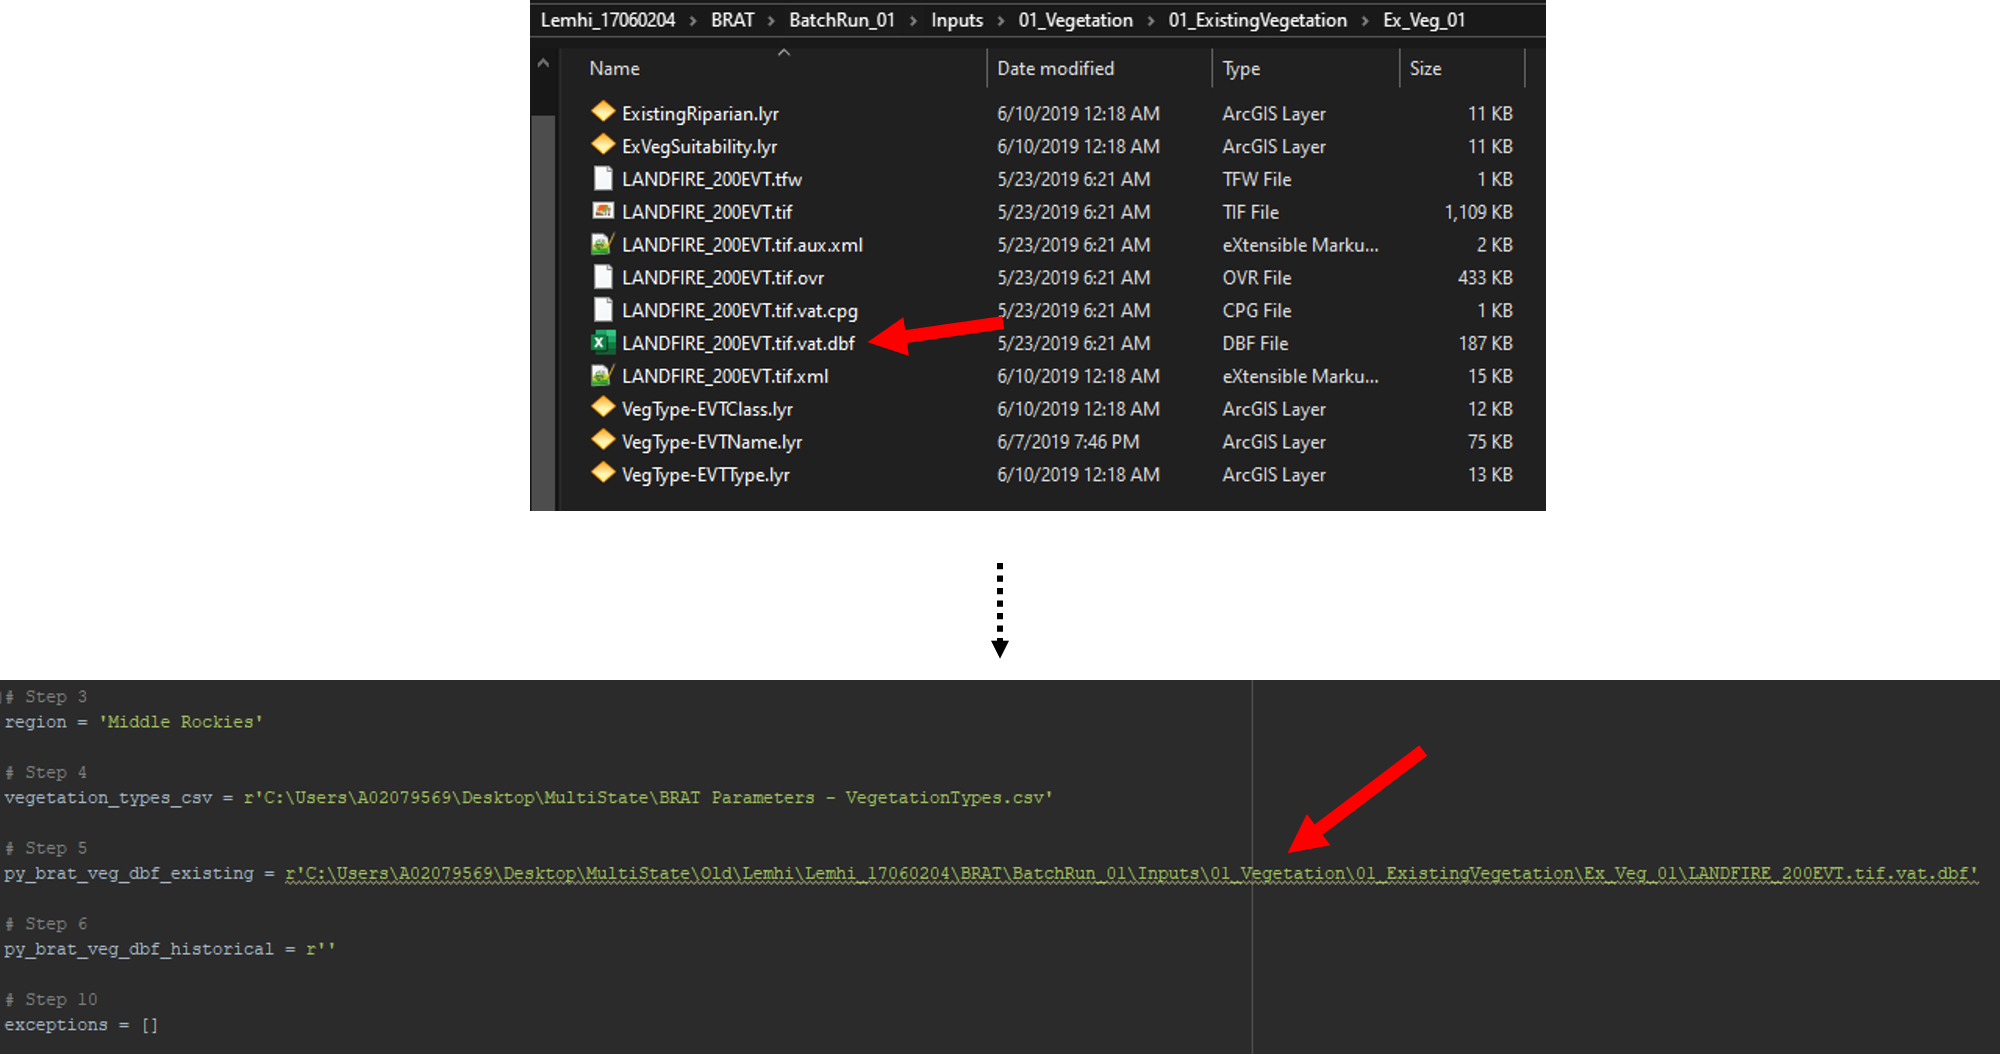 Lemhi_17060204 > BRAT > BatchRun_01 > Inputs > 01_Vegetation > 01_ExistingVegetation > Ex_Veg_01
Name Date modified Type Size
ExistingRiparian.lyr 6/10/2019 12:18 AM ArcGIS Layer 11 KB
ExVegSuitability.lyr 6/10/2019 12:18 AM ArcGIS Layer 11 KB
LANDFIRE_200EVT.tfw 5/23/2019 6:21 AM TFW File 1 KB
LANDFIRE_200EVT.tif 5/23/2019 6:21 AM TIF File 1,109 KB
LANDFIRE_200EVT.tif.aux.xml 5/23/2019 6:21 AM eXtensible Marku... 2 KB
LANDFIRE_200EVT.tif.ovr 5/23/2019 6:21 AM OVR File 433 KB
LANDFIRE_200EVT.tif.vat.cpg 5/23/2019 6:21 AM CPG File 1 KB
LANDFIRE_200EVT.tif.vat.dbf 5/23/2019 6:21 AM DBF File 187 KB
LANDFIRE_200EVT.tif.xml 6/10/2019 12:18 AM eXtensible Marku... 15 KB
VegType-EVTClass.lyr 6/10/2019 12:18 AM ArcGIS Layer 12 KB
VegType-EVTName.lyr 6/7/2019 7:46 PM ArcGIS Layer 75 KB
VegType-EVTType.lyr 6/10/2019 12:18 AM ArcGIS Layer 13 KB
# Step 3
region = 'Middle Rockies'
# Step 4
vegetation_types_csv = r'C:\Users\A02079569\Desktop\MultiState\BRAT Parameters - VegetationTypes.csv'
# Step 5
py_brat_veg_dbf_existing = r'C:\Users\A02079569\Desktop\MultiState\Old\Lemhi\Lemhi_17060204\BRAT\BatchRun_01\Inputs\01_Vegetation\01_ExistingVegetation\Ex_Veg_01\LANDFIRE_200EVT.tif.vat.dbf'
# Step 6
py_brat_veg_dbf_historical = r''
# Step 10
exceptions = []